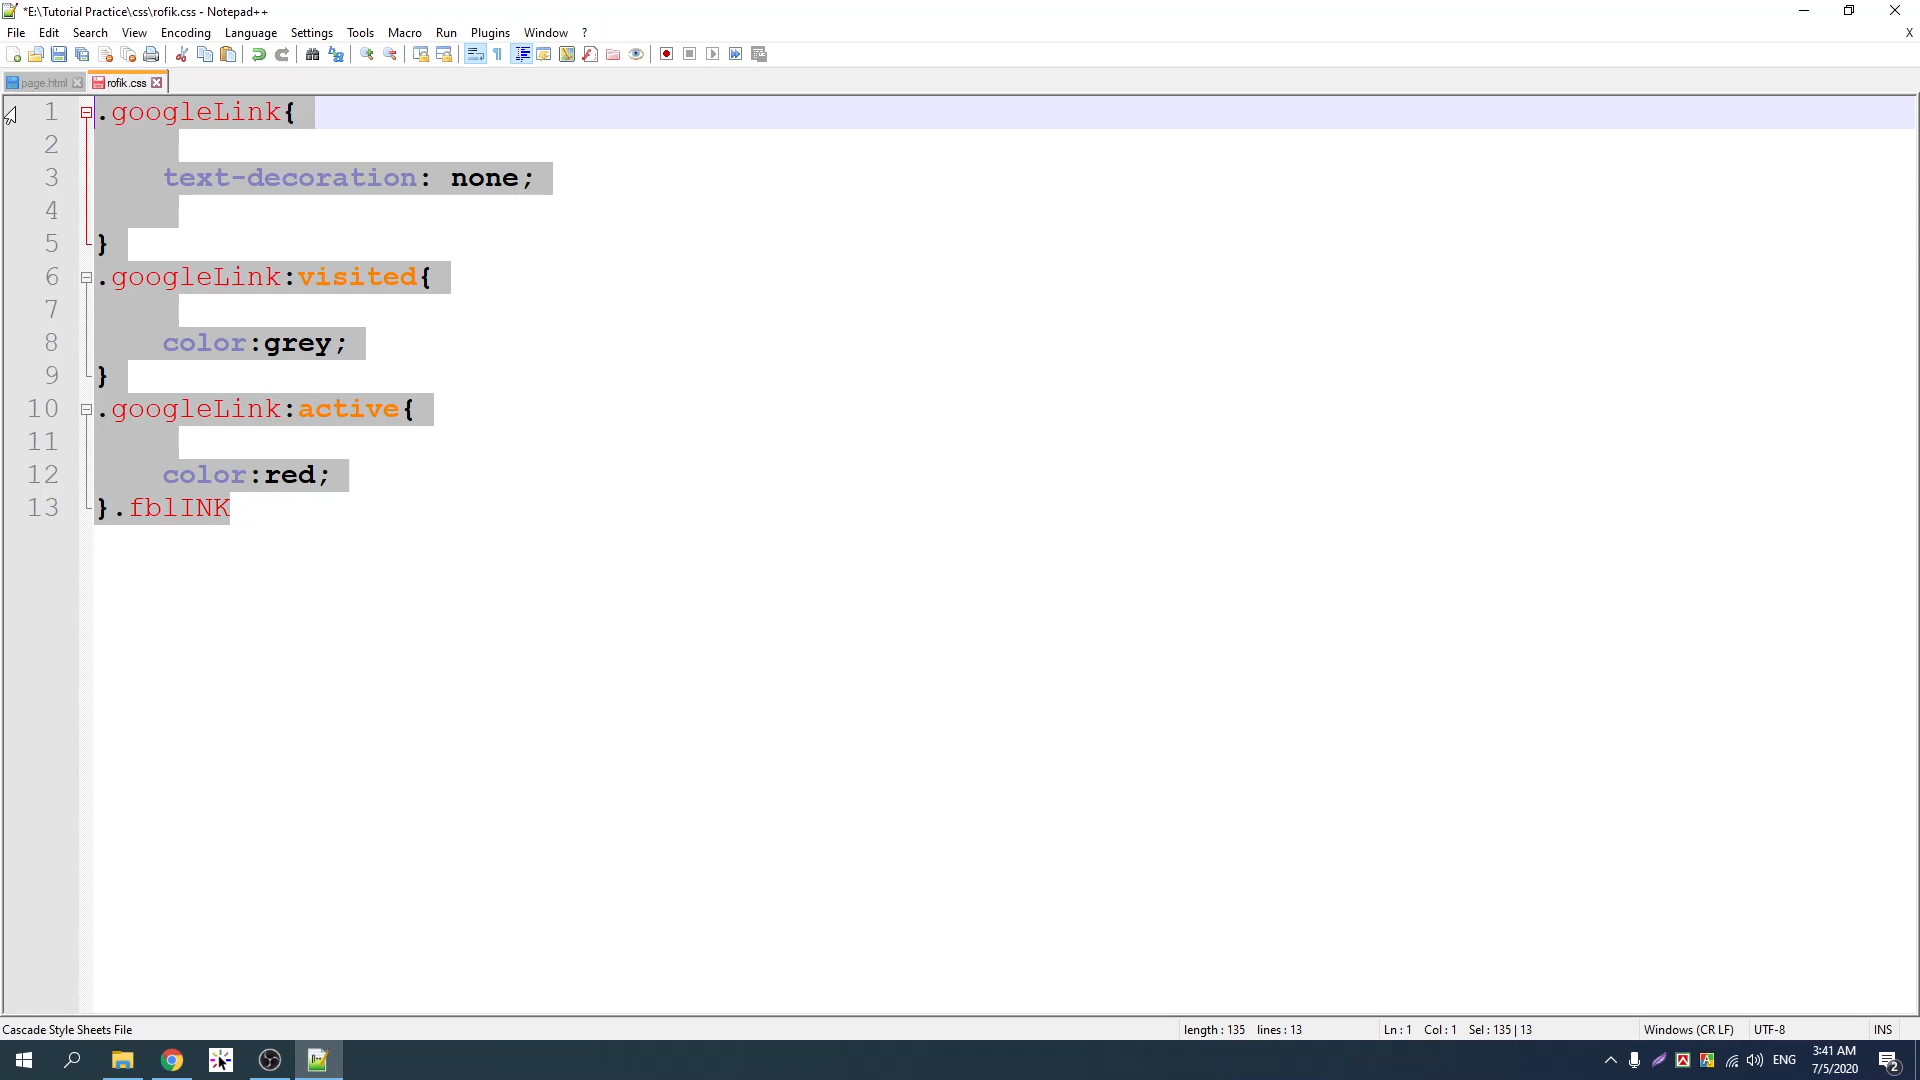 *E:\Tutorial Practice\css\rofik.css - Notepad++
File Edit Search View Encoding Language Settings Tools Macro Run Plugins Window ? X
page.html rofik.css
1 .googleLink{
2
3 text-decoration: none;
4
5 }
6 .googleLink:visited{
7
8 color:grey;
9 }
10 .googleLink:active{
11
12 color:red;
13 }.fblINK
Cascade Style Sheets File length : 135 lines : 13 Ln : 1 Col : 1 Sel : 135 | 13 Windows (CR LF) UTF-8 INS
ENG 3:41 AM
7/5/2020 2